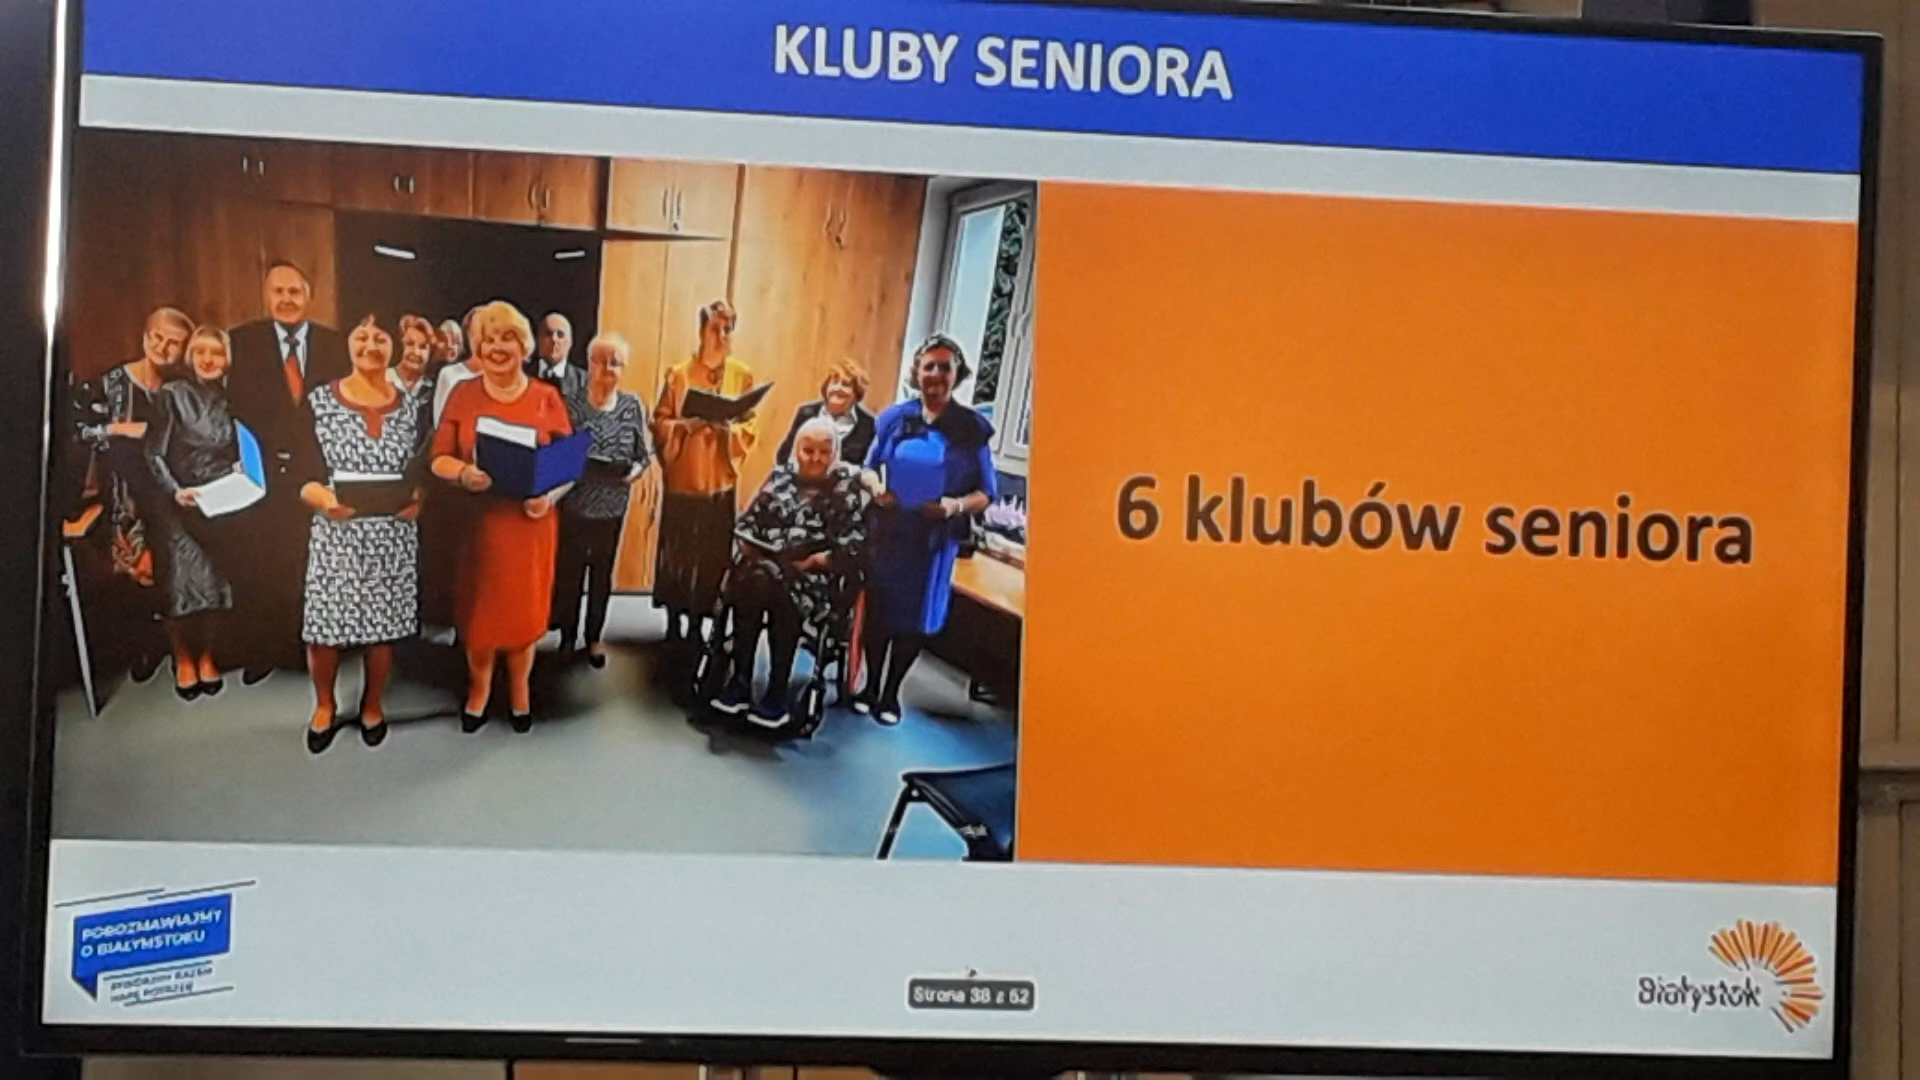 KLUBY SENIORA
6 klubów seniora
POROZMAWIAJMY
O BIAŁYMSTOKU
Strona 38 z 52
Białystok